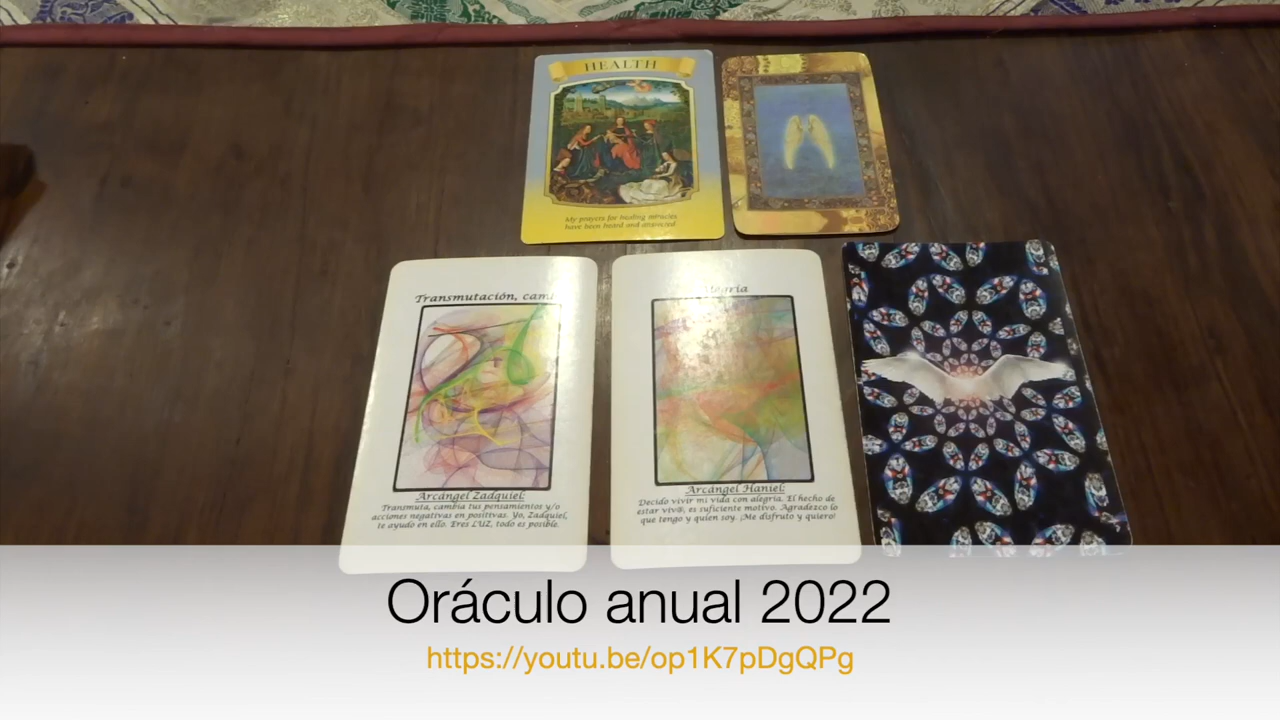 HEALTH
My prayers for healing miracles
have been heard and answered
Transmutación,
Arcángel Zadquiel:
Transmuta, cambia tus pensamientos y/o
acciones negativas en positivas. Yo, Zadquiel,
te ayudo en ello. Eres LUZ, todo es posible.
Arcángel Haniel:
Decido vivir mi vida con alegría. El hecho de
estar viv@, es suficiente motivo. Agradezco lo
que tengo y quien soy. ¡Me disfruto y quiero!
Oráculo anual 2022
https://youtu.be/op1K7pDgQPg